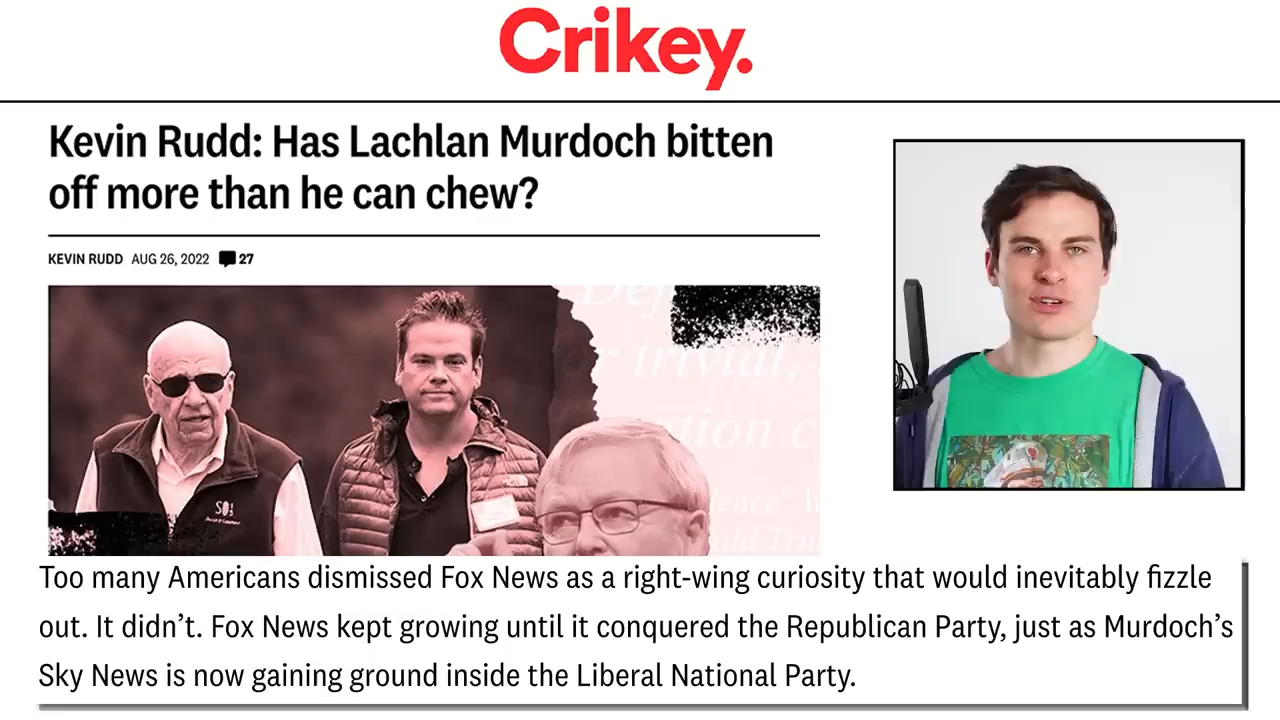 Crikey.
Kevin Rudd: Has Lachlan Murdoch bitten
off more than he can chew?
KEVIN RUDD AUG 26, 2022 27
trivial,
Too many Americans dismissed Fox News as a right-wing curiosity that would inevitably fizzle
out. It didn’t. Fox News kept growing until it conquered the Republican Party, just as Murdoch’s
Sky News is now gaining ground inside the Liberal National Party.